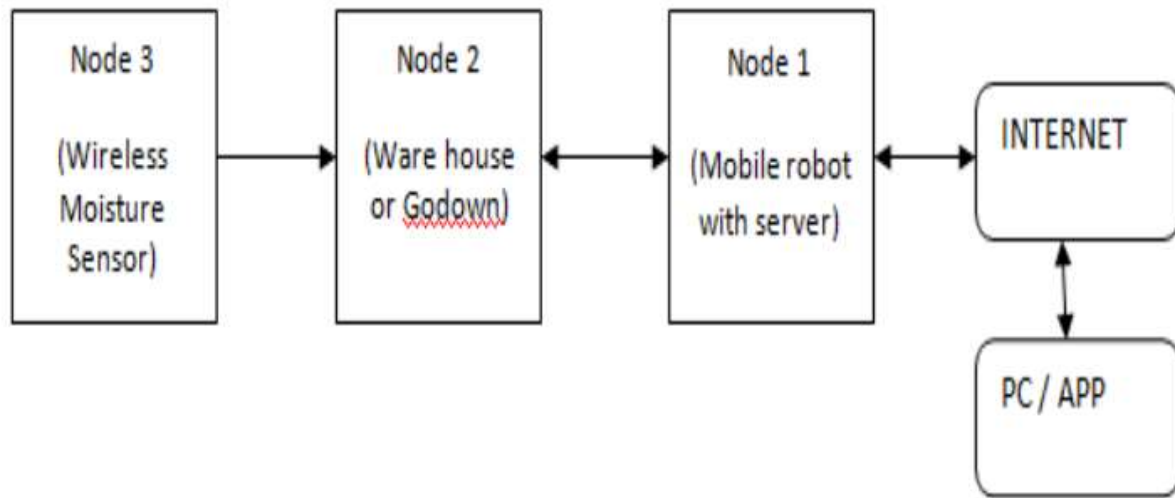 Node 3
(Wireless
Moisture
Sensor)
Node 2
(Ware house
or Godown)
Node 1
(Mobile robot
with server)
INTERNET
PC / APP